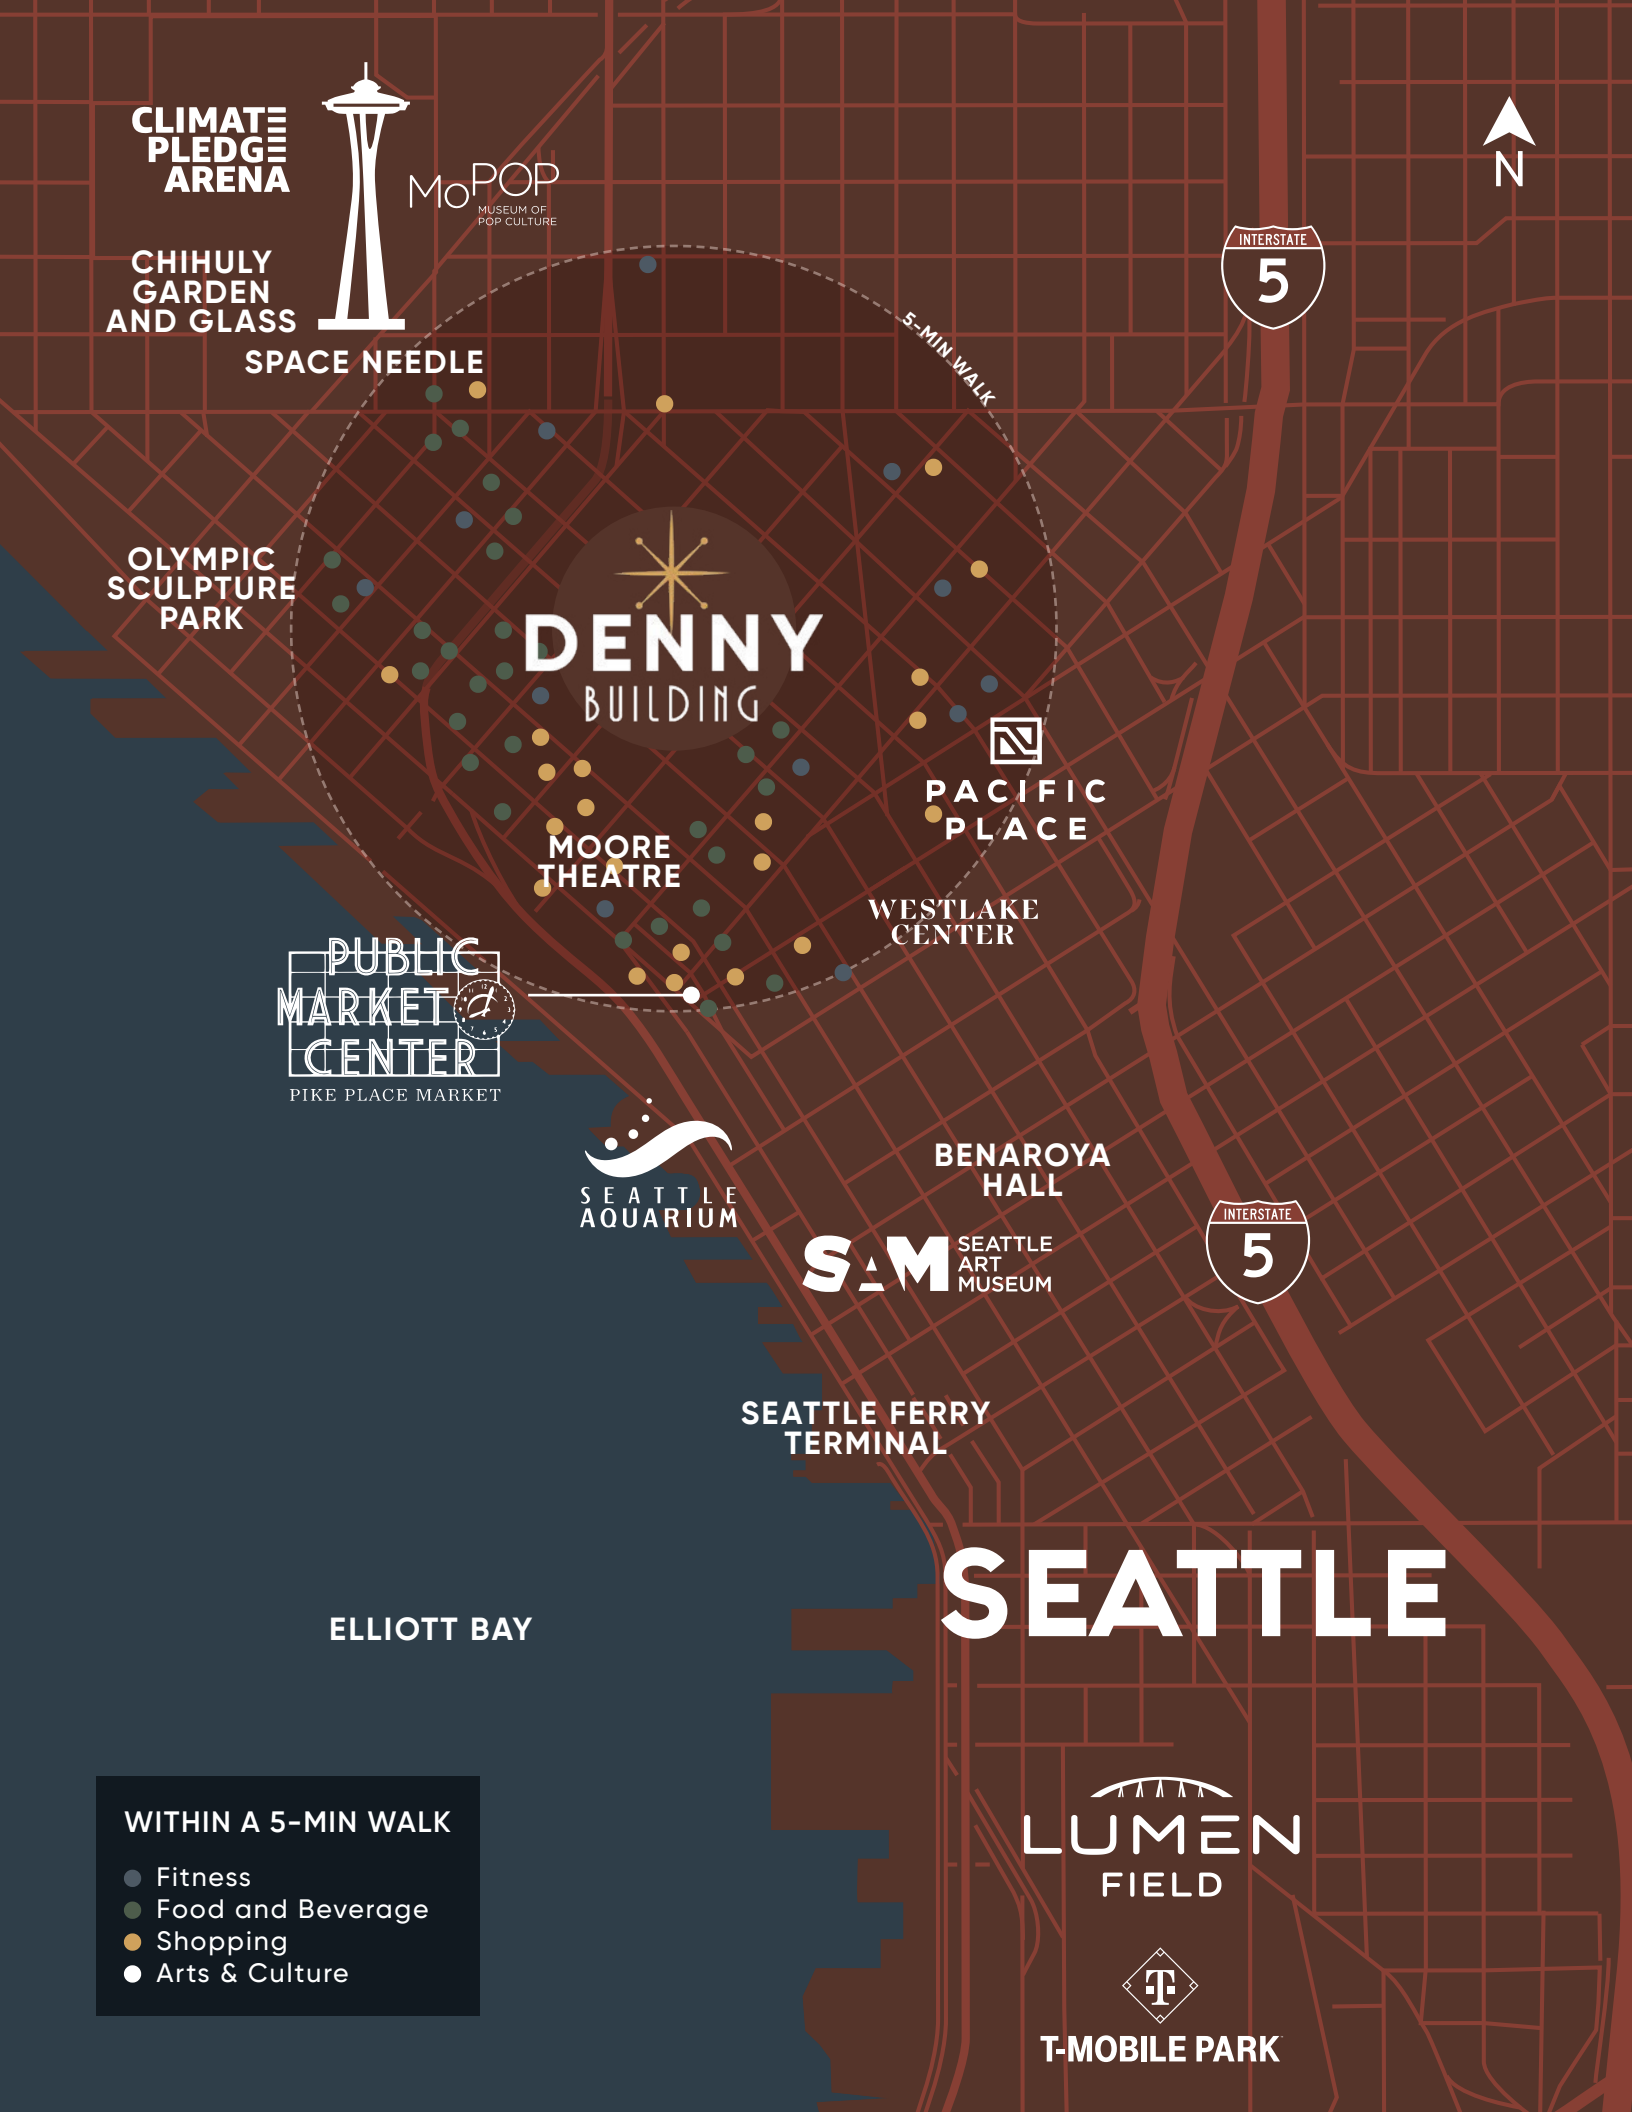 CLIMATE
PLEDGE
ARENA
MoPOP
MUSEUM OF
POP CULTURE
N
CHIHULY
GARDEN
AND GLASS
SPACE NEEDLE
INTERSTATE
5
5-MIN WALK
OLYMPIC
SCULPTURE
PARK
DENNY
BUILDING
PACIFIC
PLACE
MOORE
THEATRE
WESTLAKE
CENTER
PUBLIC
MARKET
CENTER
PIKE PLACE MARKET
SEATTLE
AQUARIUM
BENAROYA
HALL
SAM
SEATTLE
ART
MUSEUM
INTERSTATE
5
SEATTLE FERRY
TERMINAL
SEATTLE
ELLIOTT BAY
WITHIN A 5-MIN WALK
Fitness
Food and Beverage
Shopping
Arts & Culture
LUMEN
FIELD
T
T-MOBILE PARK